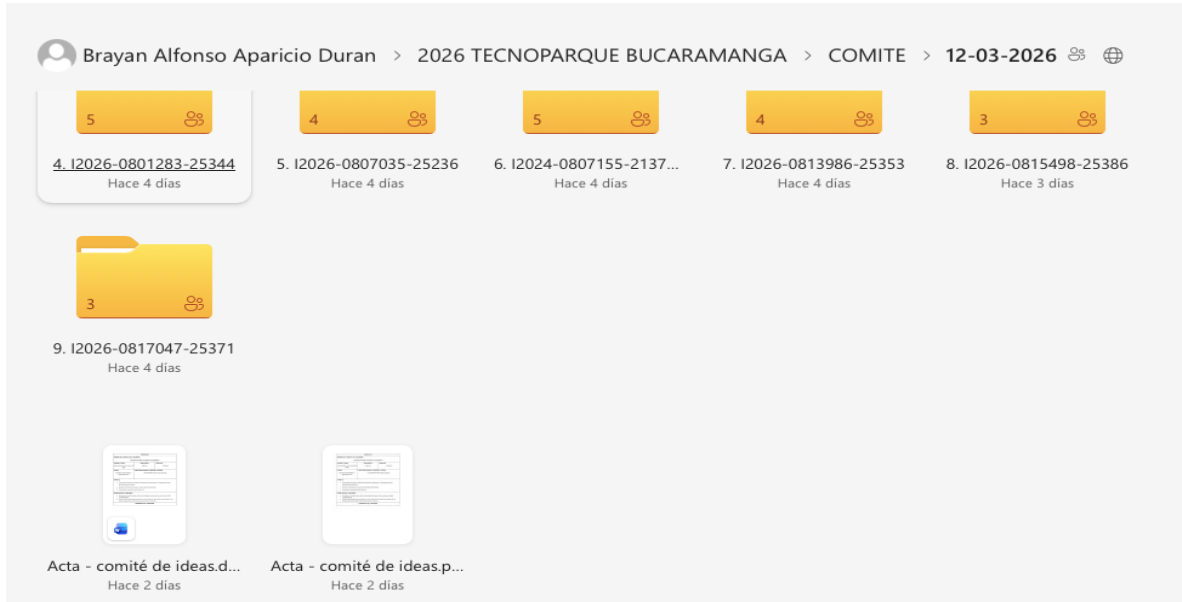 Brayan Alfonso Aparicio Duran > 2026 TECNOPARQUE BUCARAMANGA > COMITE > 12-03-2026
5 4 5 4 3
4. I2026-0801283-25344 5. I2026-0807035-25236 6. I2024-0807155-2137... 7. I2026-0813986-25353 8. I2026-0815498-25386
Hace 4 días Hace 4 días Hace 4 días Hace 4 días Hace 3 días
3
9. I2026-0817047-25371
Hace 4 días
Acta - comité de ideas.d... Acta - comité de ideas.p...
Hace 2 días Hace 2 días